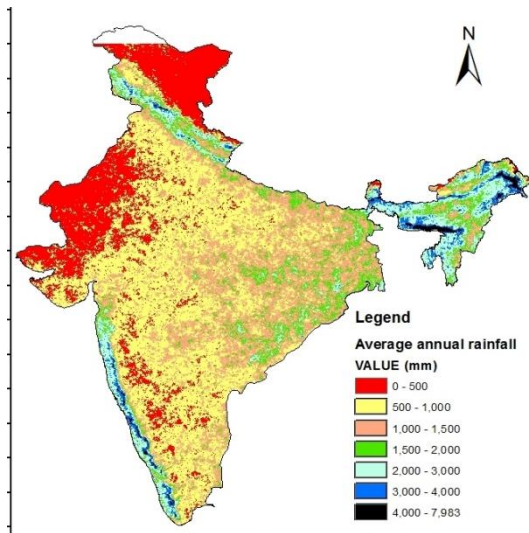 N
Legend
Average annual rainfall
VALUE (mm)
0 - 500
500 - 1,000
1,000 - 1,500
1,500 - 2,000
2,000 - 3,000
3,000 - 4,000
4,000 - 7,983